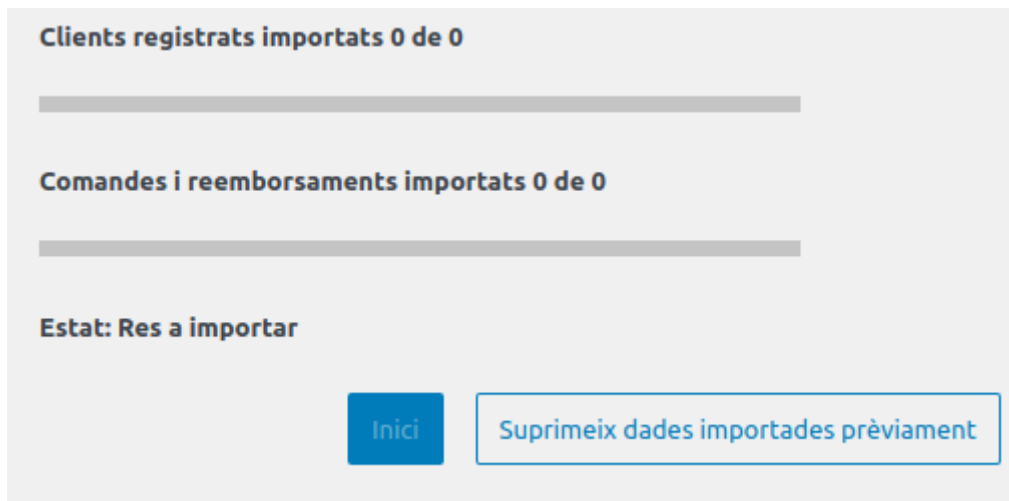 Clients registrats importats 0 de 0
Comandes i reemborsaments importats 0 de 0
Estat: Res a importar
Inici
Suprimeix dades importades prèviament